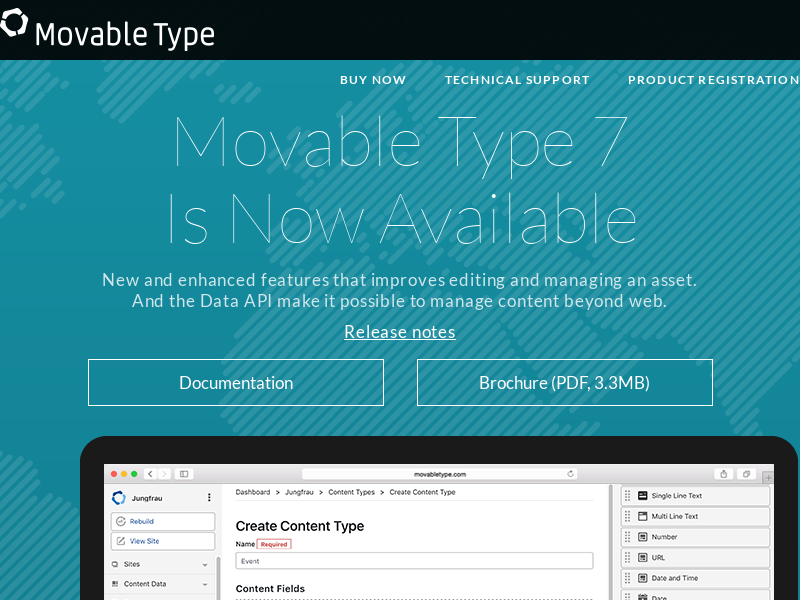 Movable Type
BUY NOW TECHNICAL SUPPORT PRODUCT REGISTRATION
Movable Type 7
Is Now Available
New and enhanced features that improves editing and managing an asset.
And the Data API make it possible to manage content beyond web.
Release notes
Documentation
Brochure (PDF, 3.3MB)
movabletype.com
Jungfrau
Rebuild
View Site
Sites
Content Data
Dashboard > Jungfrau > Content Types > Create Content Type
Create Content Type
Name Required
Event
Content Fields
Single Line Text
Multi Line Text
Number
URL
Date and Time
Date